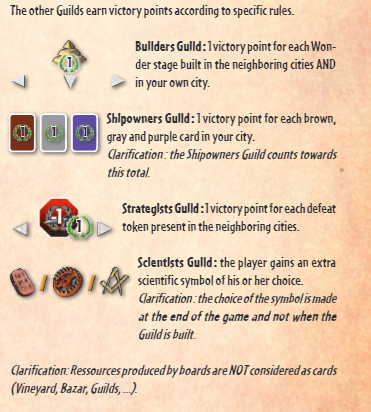 The other Guilds earn victory points according to specific rules.
Builders Guild : 1 victory point for each Won-
der stage built in the neighboring cities AND
in your own city.
Shipowners Guild : 1 victory point for each brown,
gray and purple card in your city.
Clarification : the Shipowners Guild counts towards
this total.
Strategists Guild : 1 victory point for each defeat
token present in the neighboring cities.
Scientists Guild : the player gains an extra
scientific symbol of his or her choice.
Clarification : the choice of the symbol is made
at the end of the game and not when the
Guild is built.
Clarification: Ressources produced by boards are NOT considered as cards
(Vineyard, Bazar, Guilds, ...).